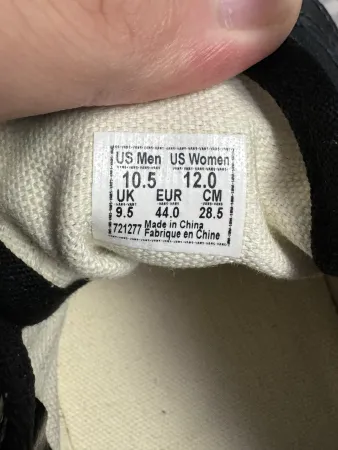 US Men US Women
10.5 12.0
UK EUR CM
9.5 44.0 28.5
721277 Made in China
Fabrique en Chine